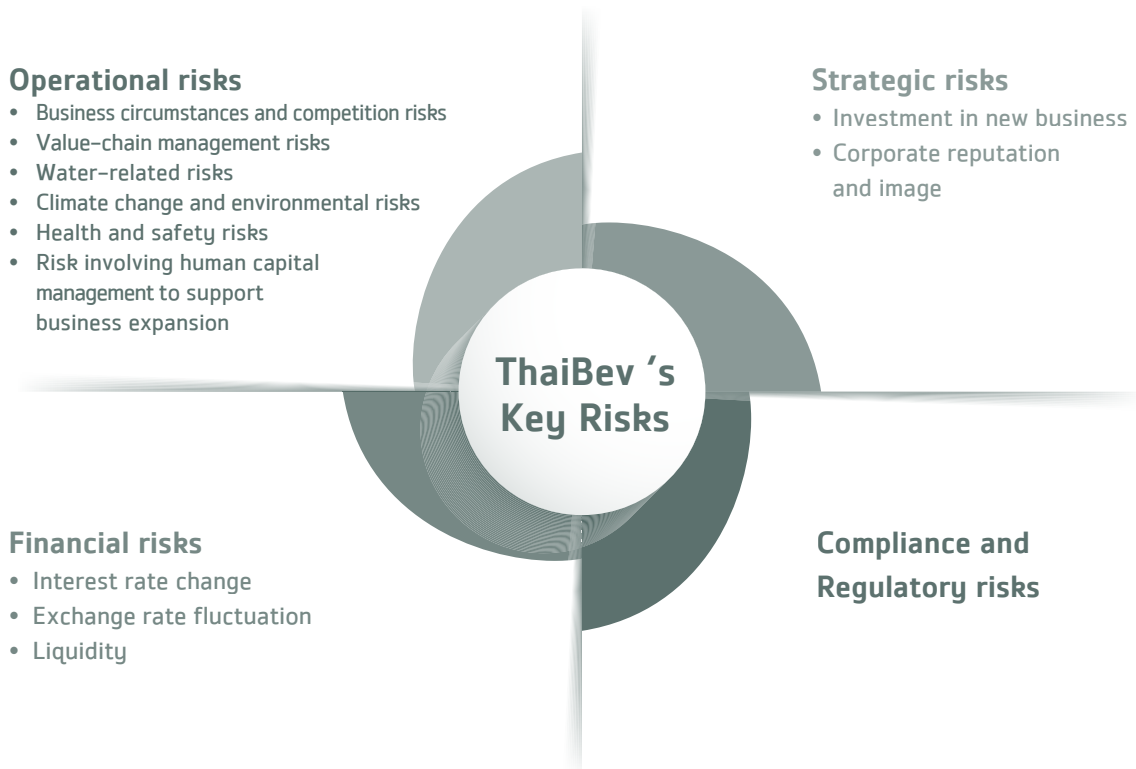 Operational risks
• Business circumstances and competition risks
• Value-chain management risks
• Water-related risks
• Climate change and environmental risks
• Health and safety risks
• Risk involving human capital
management to support
business expansion
Strategic risks
• Investment in new business
• Corporate reputation
and image
ThaiBev 's
Key Risks
Financial risks
• Interest rate change
• Exchange rate fluctuation
• Liquidity
Compliance and
Regulatory risks